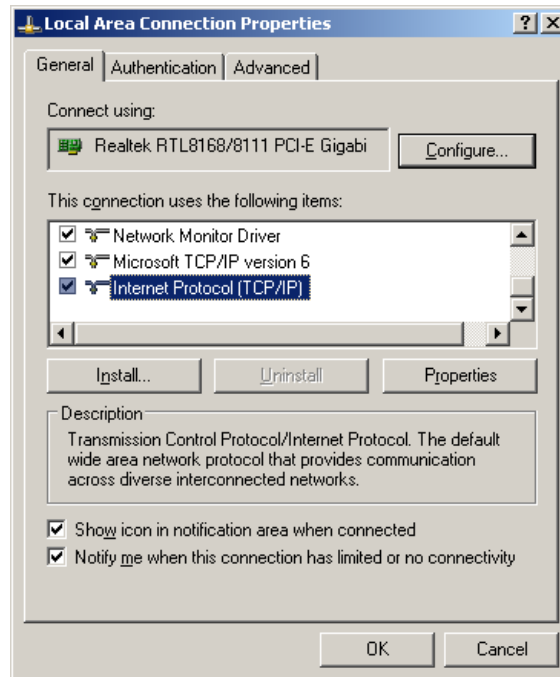 Local Area Connection Properties
General
Authentication
Advanced
Connect using:
Realtek RTL8168/8111 PCI-E Gigabi
Configure...
This connection uses the following items:
Network Monitor Driver
Microsoft TCP/IP version 6
Internet Protocol (TCP/IP)
Install...
Uninstall
Properties
Description
Transmission Control Protocol/Internet Protocol. The default
wide area network protocol that provides communication
across diverse interconnected networks.
Show icon in notification area when connected
Notify me when this connection has limited or no connectivity
OK
Cancel